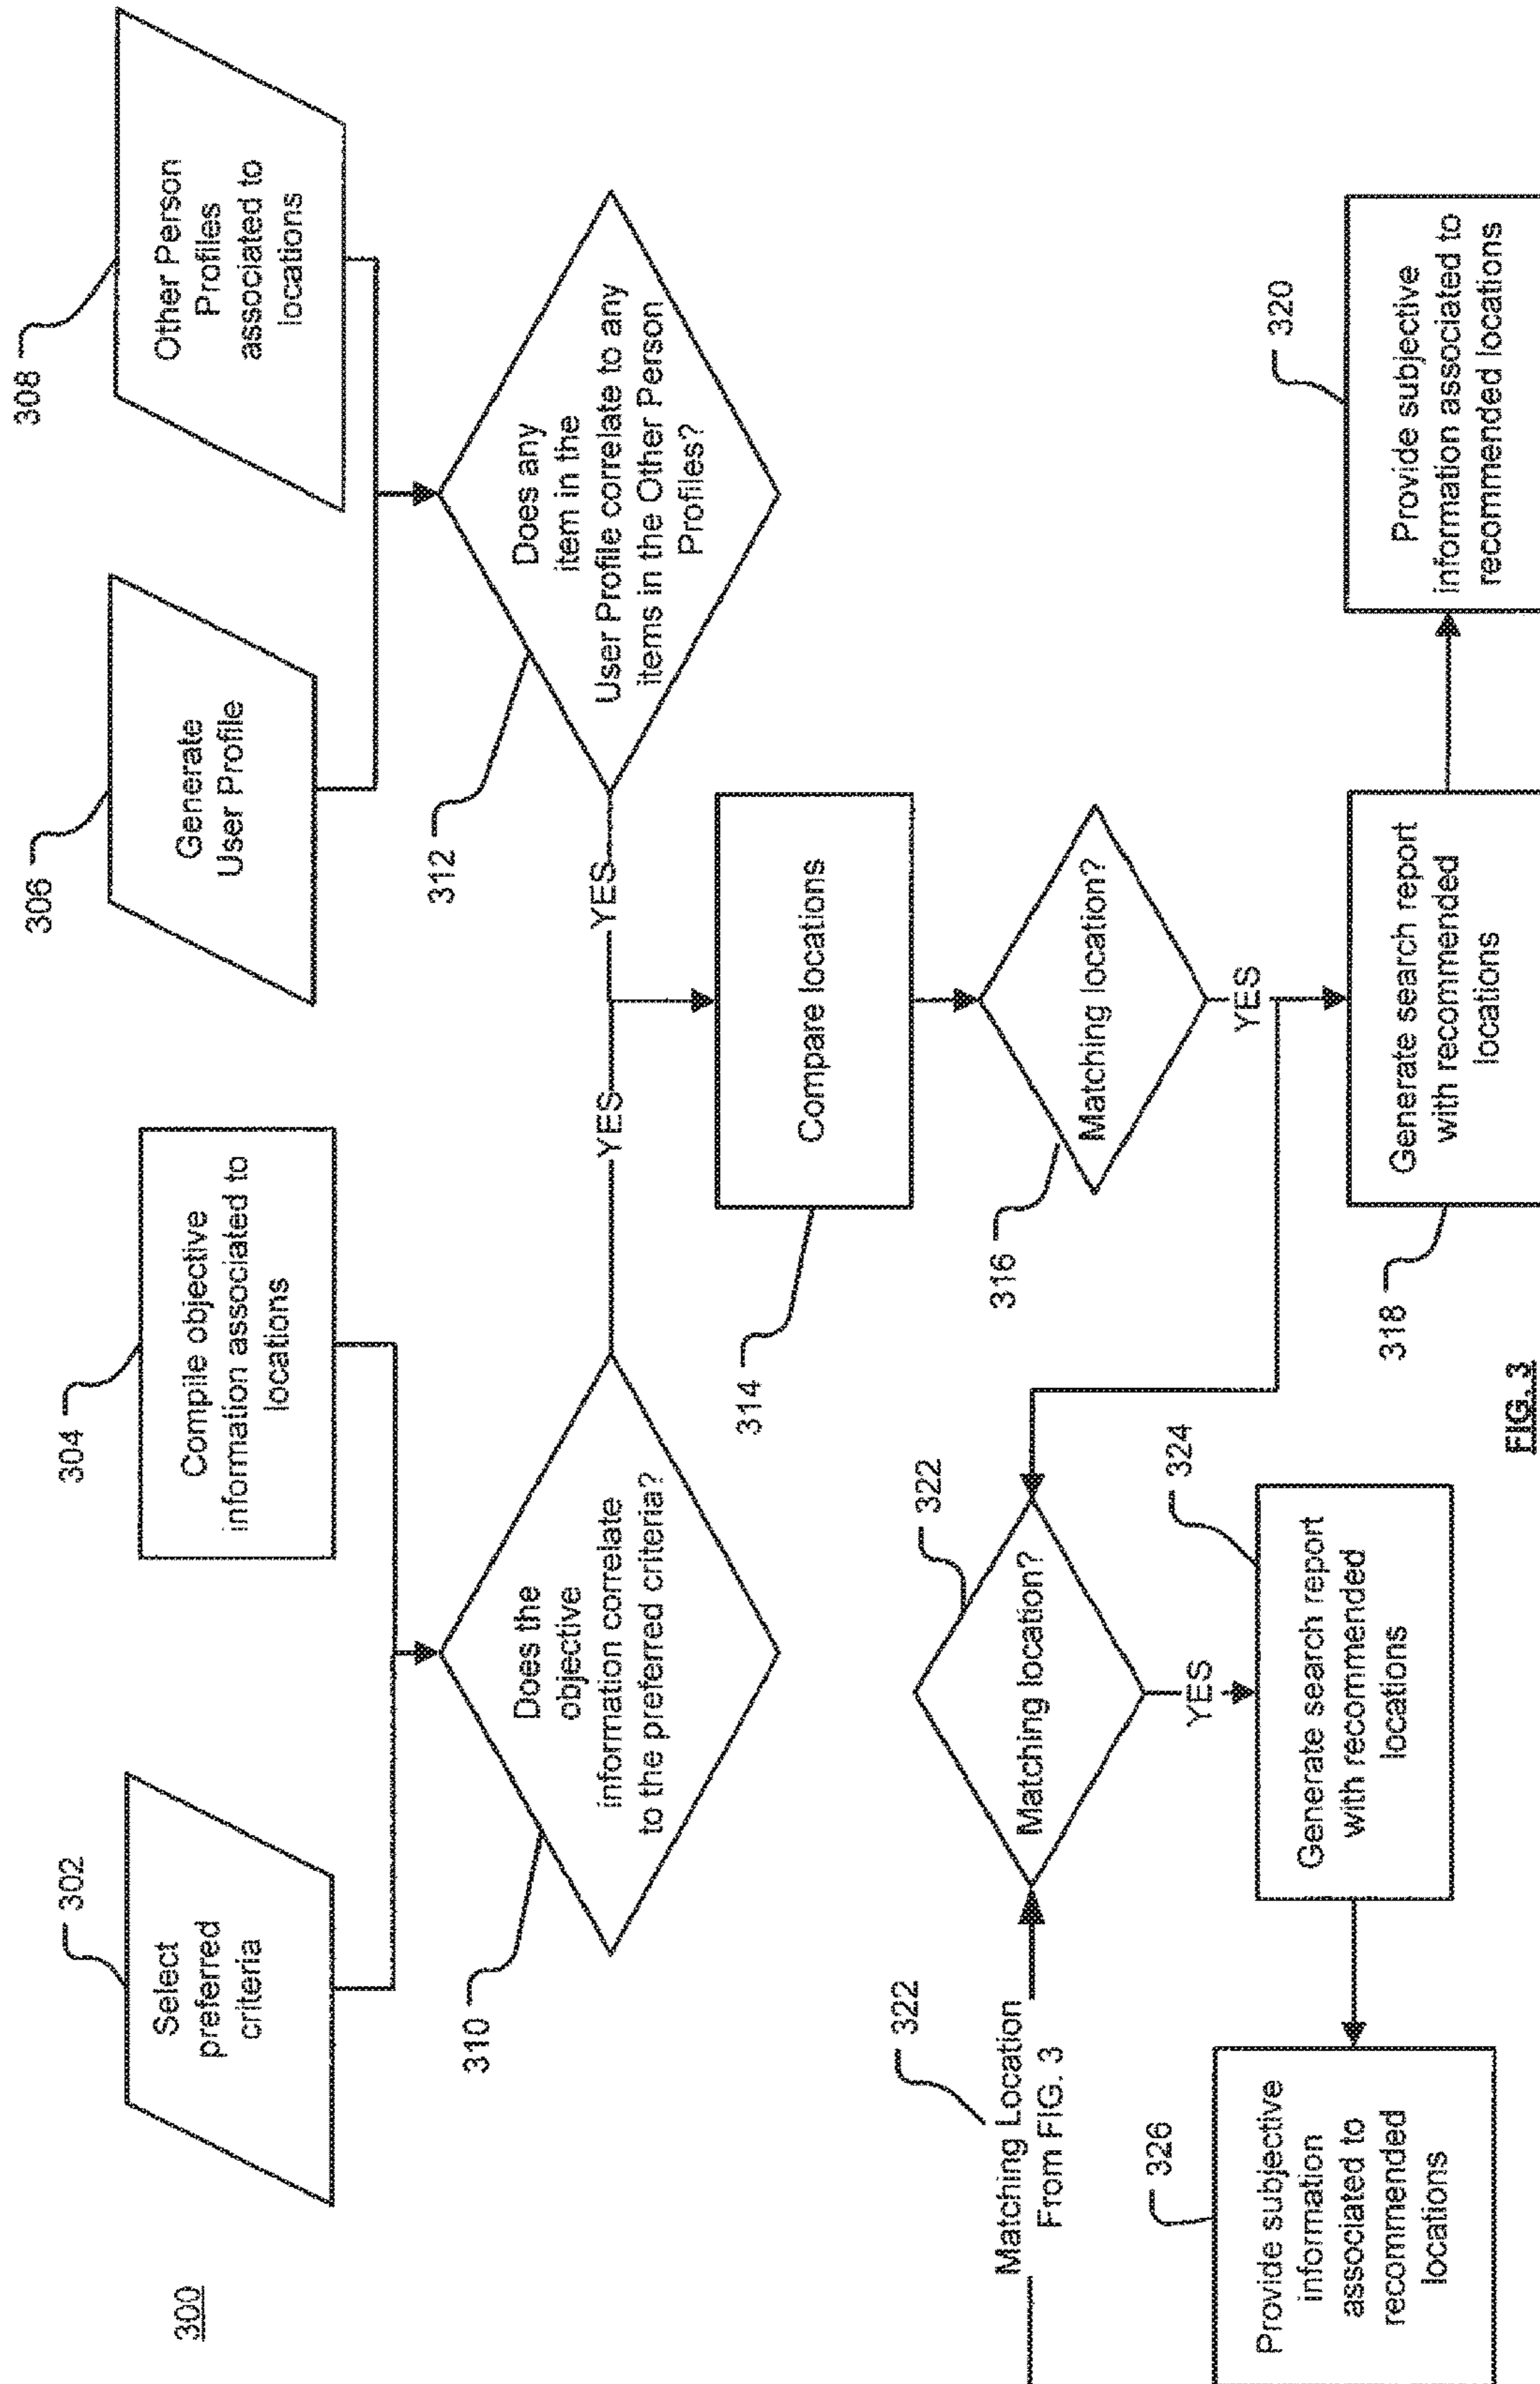 300
302
Select
preferred
criteria
304
Compile objective
information associated to
locations
306
Generate
User Profile
308
Other Person
Profiles
associated to
locations
310
Does the
objective
information correlate
to the preferred criteria?
YES
312
Does any
item in the
User Profile correlate to any
items in the Other Person
Profiles?
YES
314
Compare locations
316
Matching location?
YES
322
Matching Location
From FIG. 3
322
Matching location?
YES
324
Generate search report
with recommended
locations
326
Provide subjective
information
associated to
recommended
locations
318
Generate search report
with recommended
locations
320
Provide subjective
information associated to
recommended locations
FIG. 3